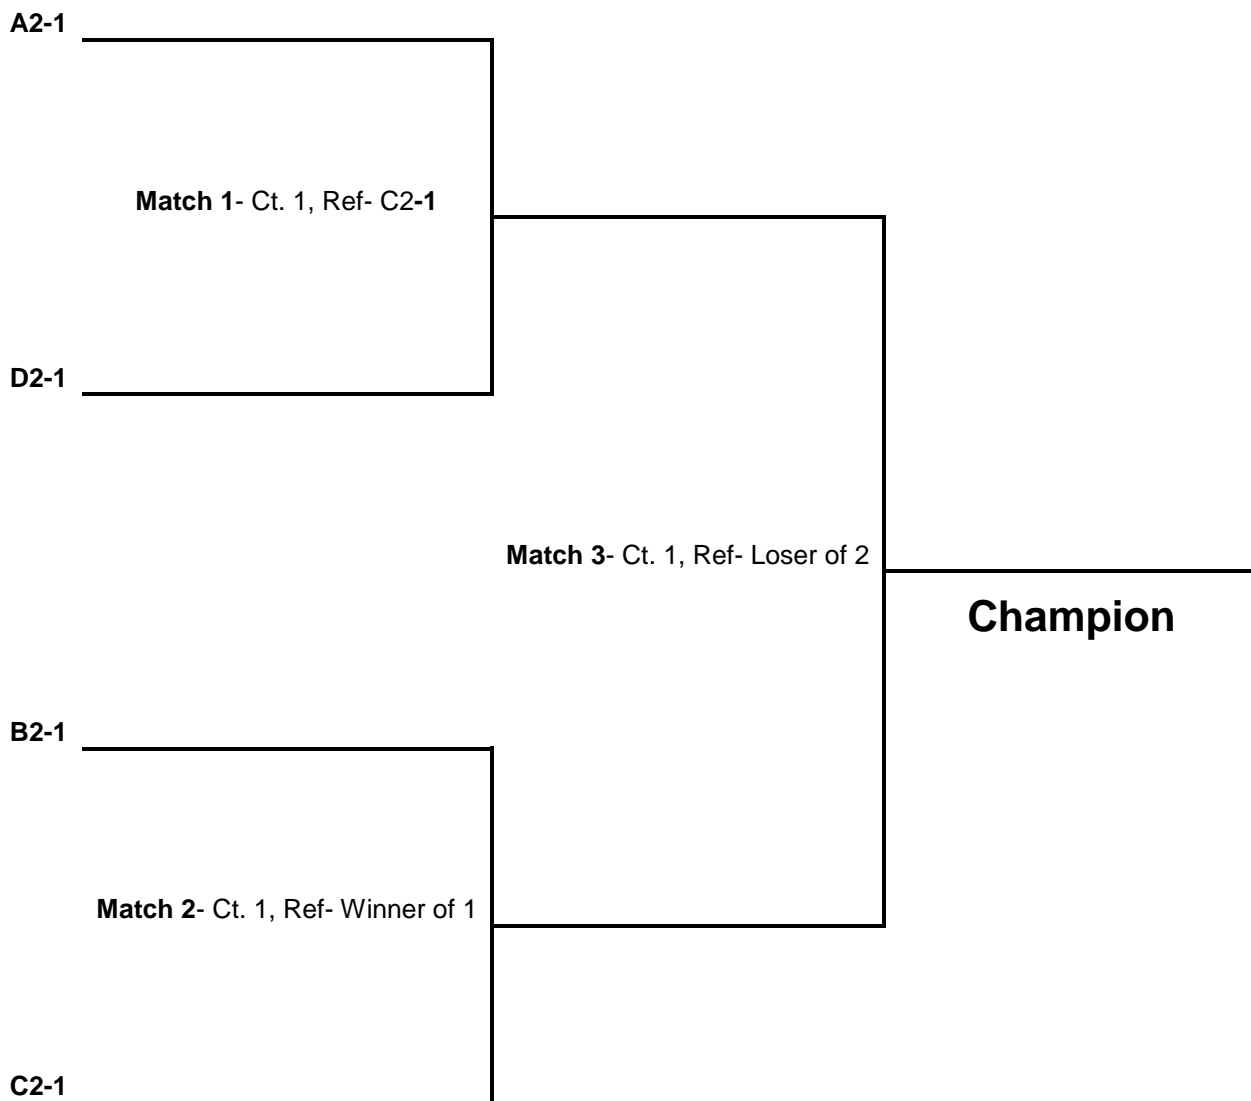 A2-1
Match 1- Ct. 1, Ref- C2-1
D2-1
Match 3- Ct. 1, Ref- Loser of 2
Champion
B2-1
Match 2- Ct. 1, Ref- Winner of 1
C2-1